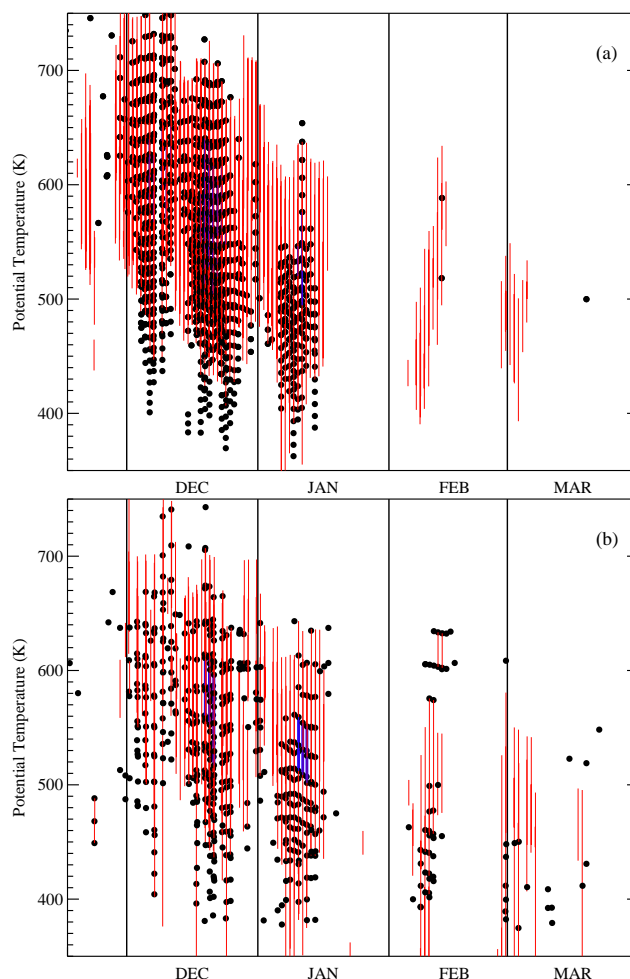 (a)
700
600
500
400
Potential Temperature (K)
DEC JAN FEB MAR
(b)
700
600
500
400
Potential Temperature (K)
DEC JAN FEB MAR